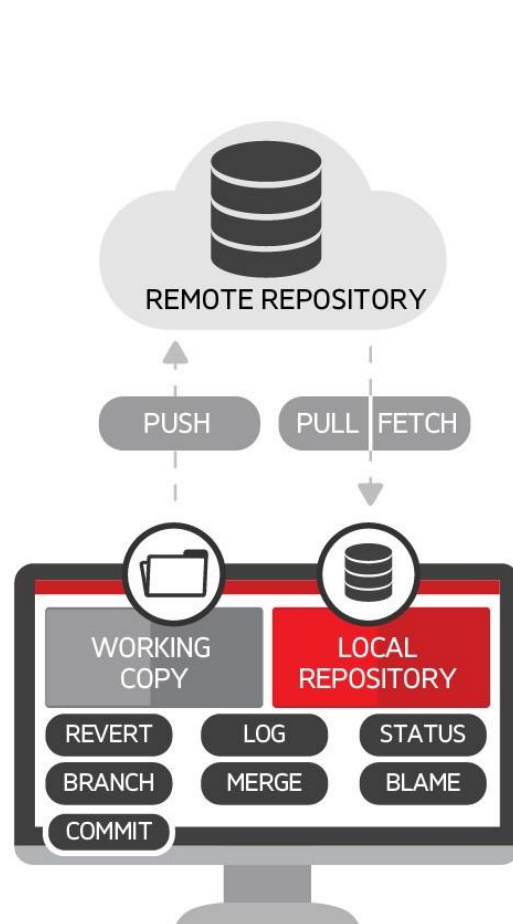 REMOTE REPOSITORY
PUSH
PULL FETCH
WORKING
COPY
LOCAL
REPOSITORY
REVERT LOG STATUS
BRANCH MERGE BLAME
COMMIT